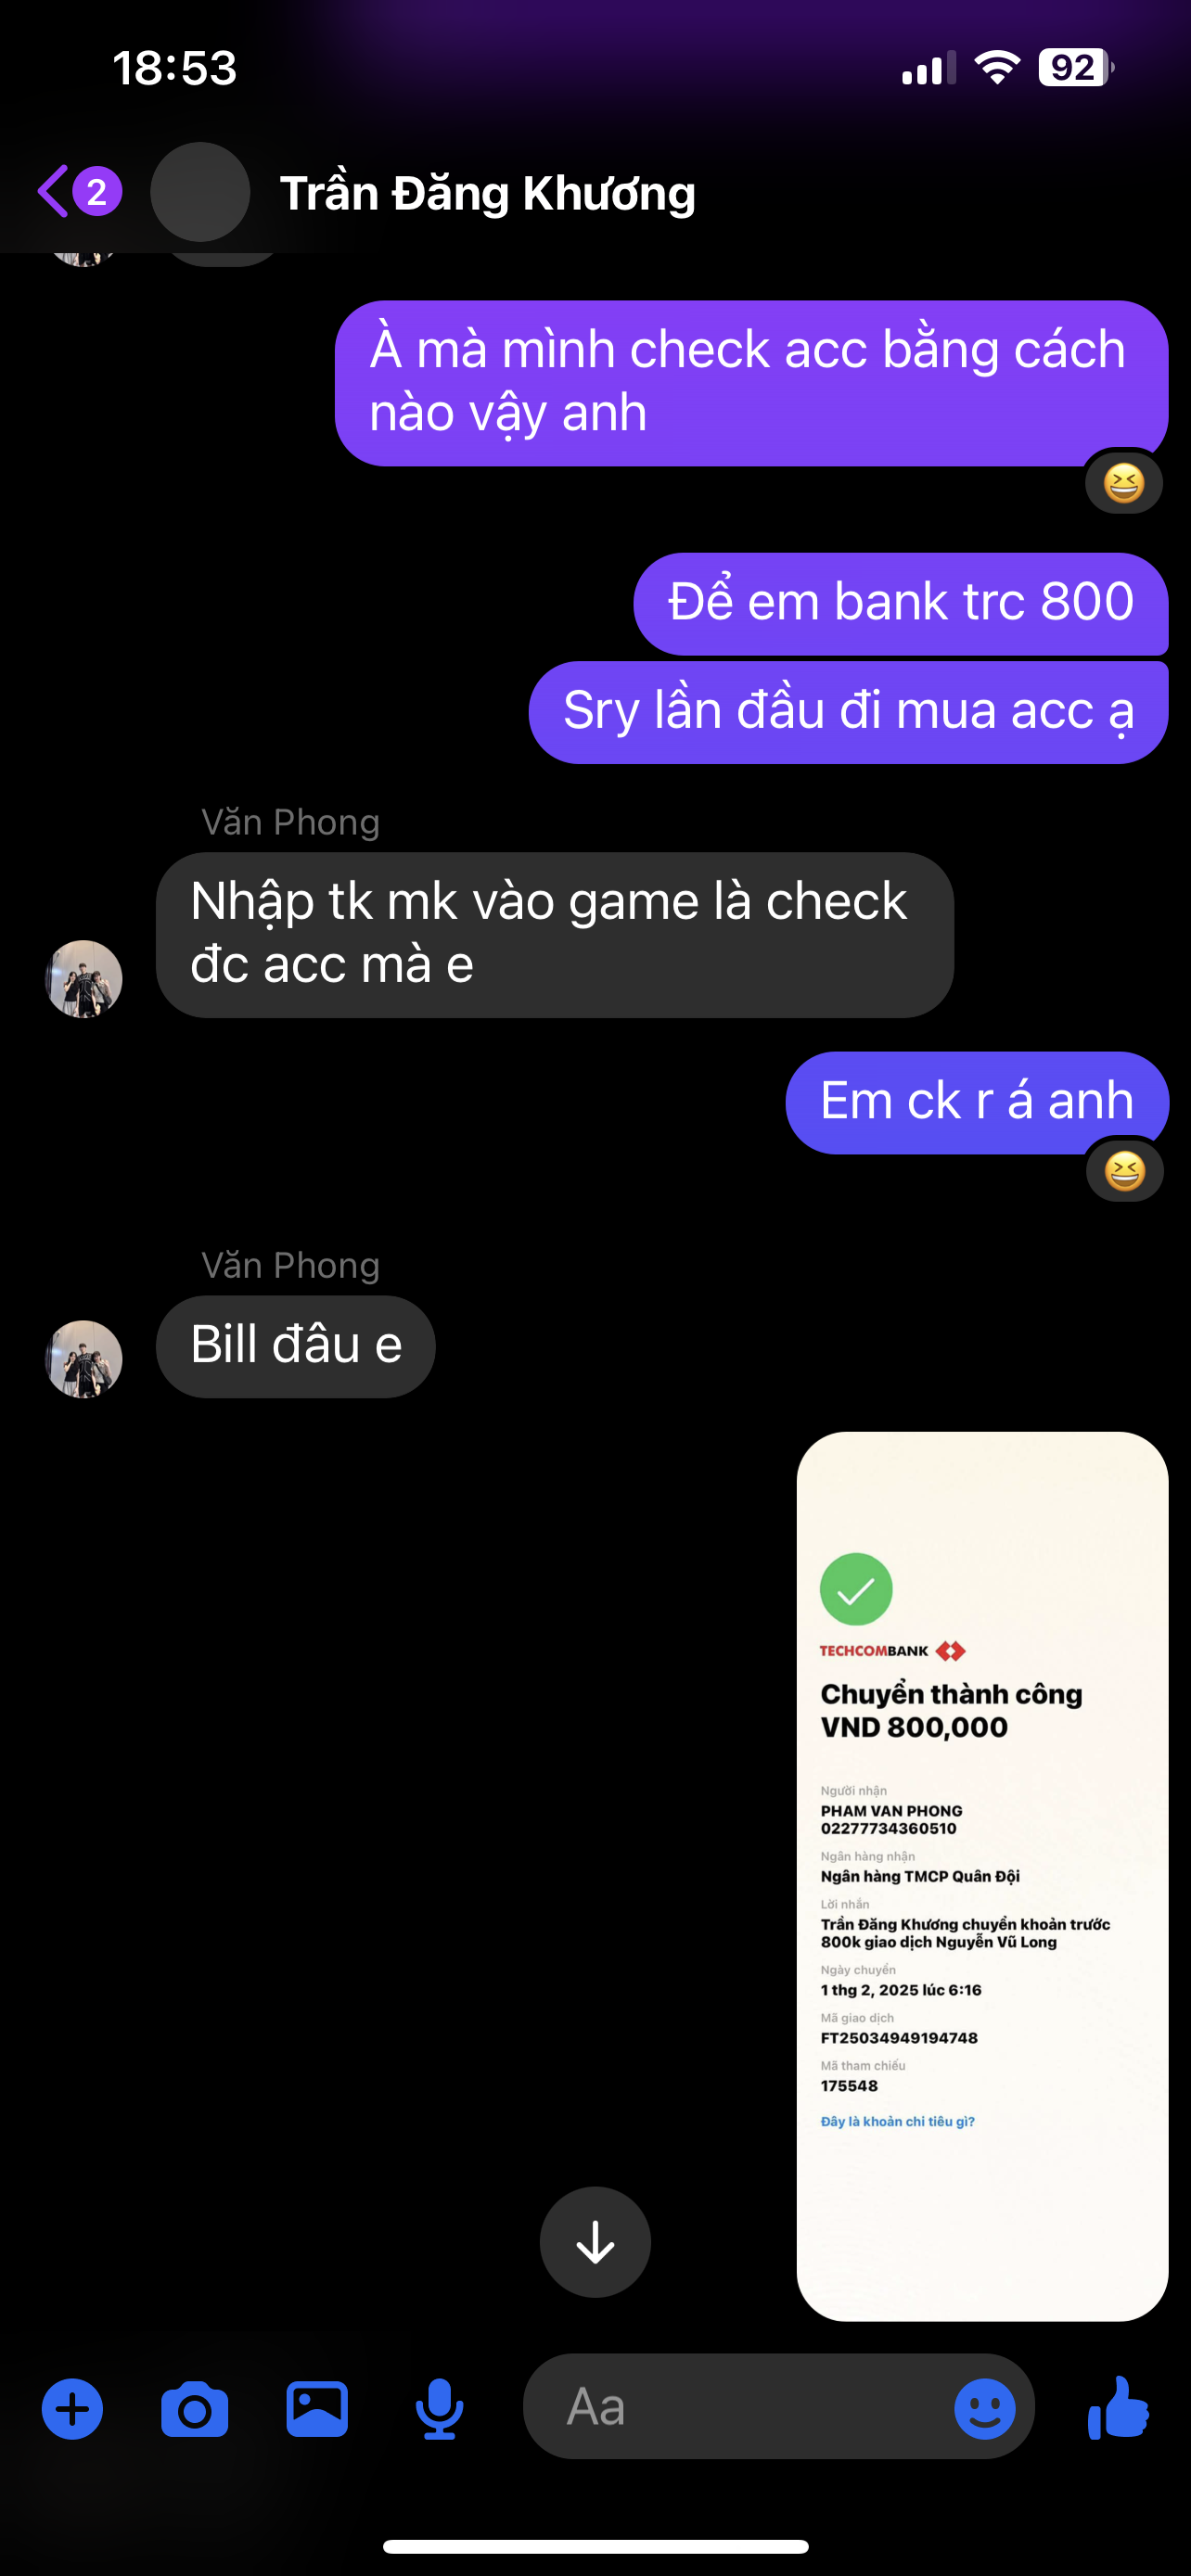 18:53
92
2
Trần Đăng Khương
À mà mình check acc bằng cách
nào vậy anh
Để em bank trc 800
Sry lần đầu đi mua acc ạ
Văn Phong
Nhập tk mk vào game là check
đc acc mà e
Em ck r á anh
Văn Phong
Bill đâu e
TECHCOMBANK
Chuyển thành công
VND 800,000
Người nhận
PHAM VAN PHONG
02277734360510
Ngân hàng nhận
Ngân hàng TMCP Quân Đội
Lời nhắn
Trần Đăng Khương chuyển khoản trước
800k giao dịch Nguyễn Vũ Long
Ngày chuyển
1 thg 2, 2025 lúc 6:16
Mã giao dịch
FT25034949194748
Mã tham chiếu
175548
Đây là khoản chi tiêu gì?
Aa